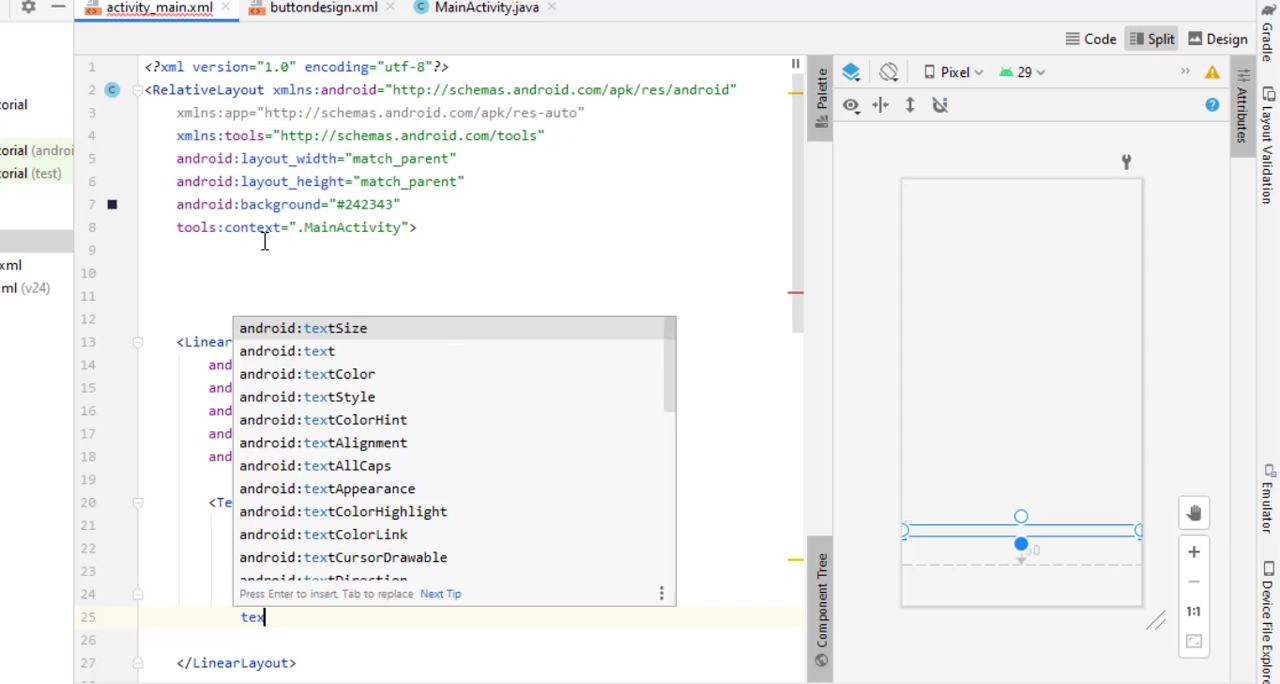 activity_main.xml
buttondesign.xml
MainActivity.java
Code
Split
Design
Gradle
1 <?xml version="1.0" encoding="utf-8"?>
2 <RelativeLayout xmlns:android="http://schemas.android.com/apk/res/android"
3 xmlns:app="http://schemas.android.com/apk/res-auto"
4 xmlns:tools="http://schemas.android.com/tools"
5 android:layout_width="match_parent"
6 android:layout_height="match_parent"
7 android:background="#242343"
8 tools:context=".MainActivity">
9
10
11
12
13 <Linear
14 and
15 and
16 and
17 and
18 and
19
20 <Te
21
22
23
24
25 tex
26
27 </LinearLayout>
android:textSize
android:text
android:textColor
android:textStyle
android:textColorHint
android:textAlignment
android:textAllCaps
android:textAppearance
android:textColorHighlight
android:textColorLink
android:textCursorDrawable
android:textDirection
Press Enter to insert, Tab to replace Next Tip
torial
torial (androi
torial (test)
xml
ml (v24)
Palette
Component Tree
Pixel
29
50
1:1
Attributes
Layout Validation
Emulator
Device File Explore